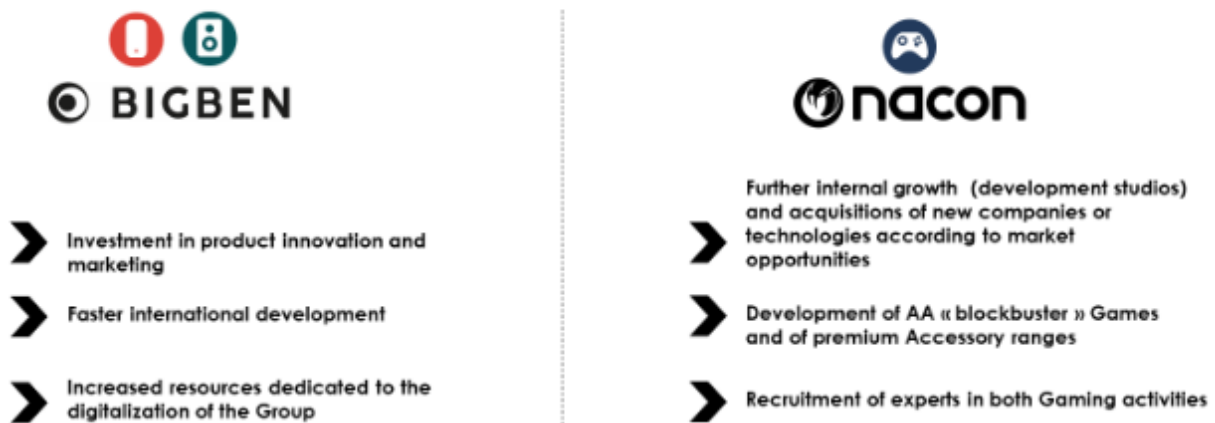 BIGBEN
Investment in product innovation and
marketing
Faster international development
Increased resources dedicated to the
digitalization of the Group
nacon
Further internal growth (development studios)
and acquisitions of new companies or
technologies according to market
opportunities
Development of AA « blockbuster » Games
and of premium Accessory ranges
Recruitment of experts in both Gaming activities